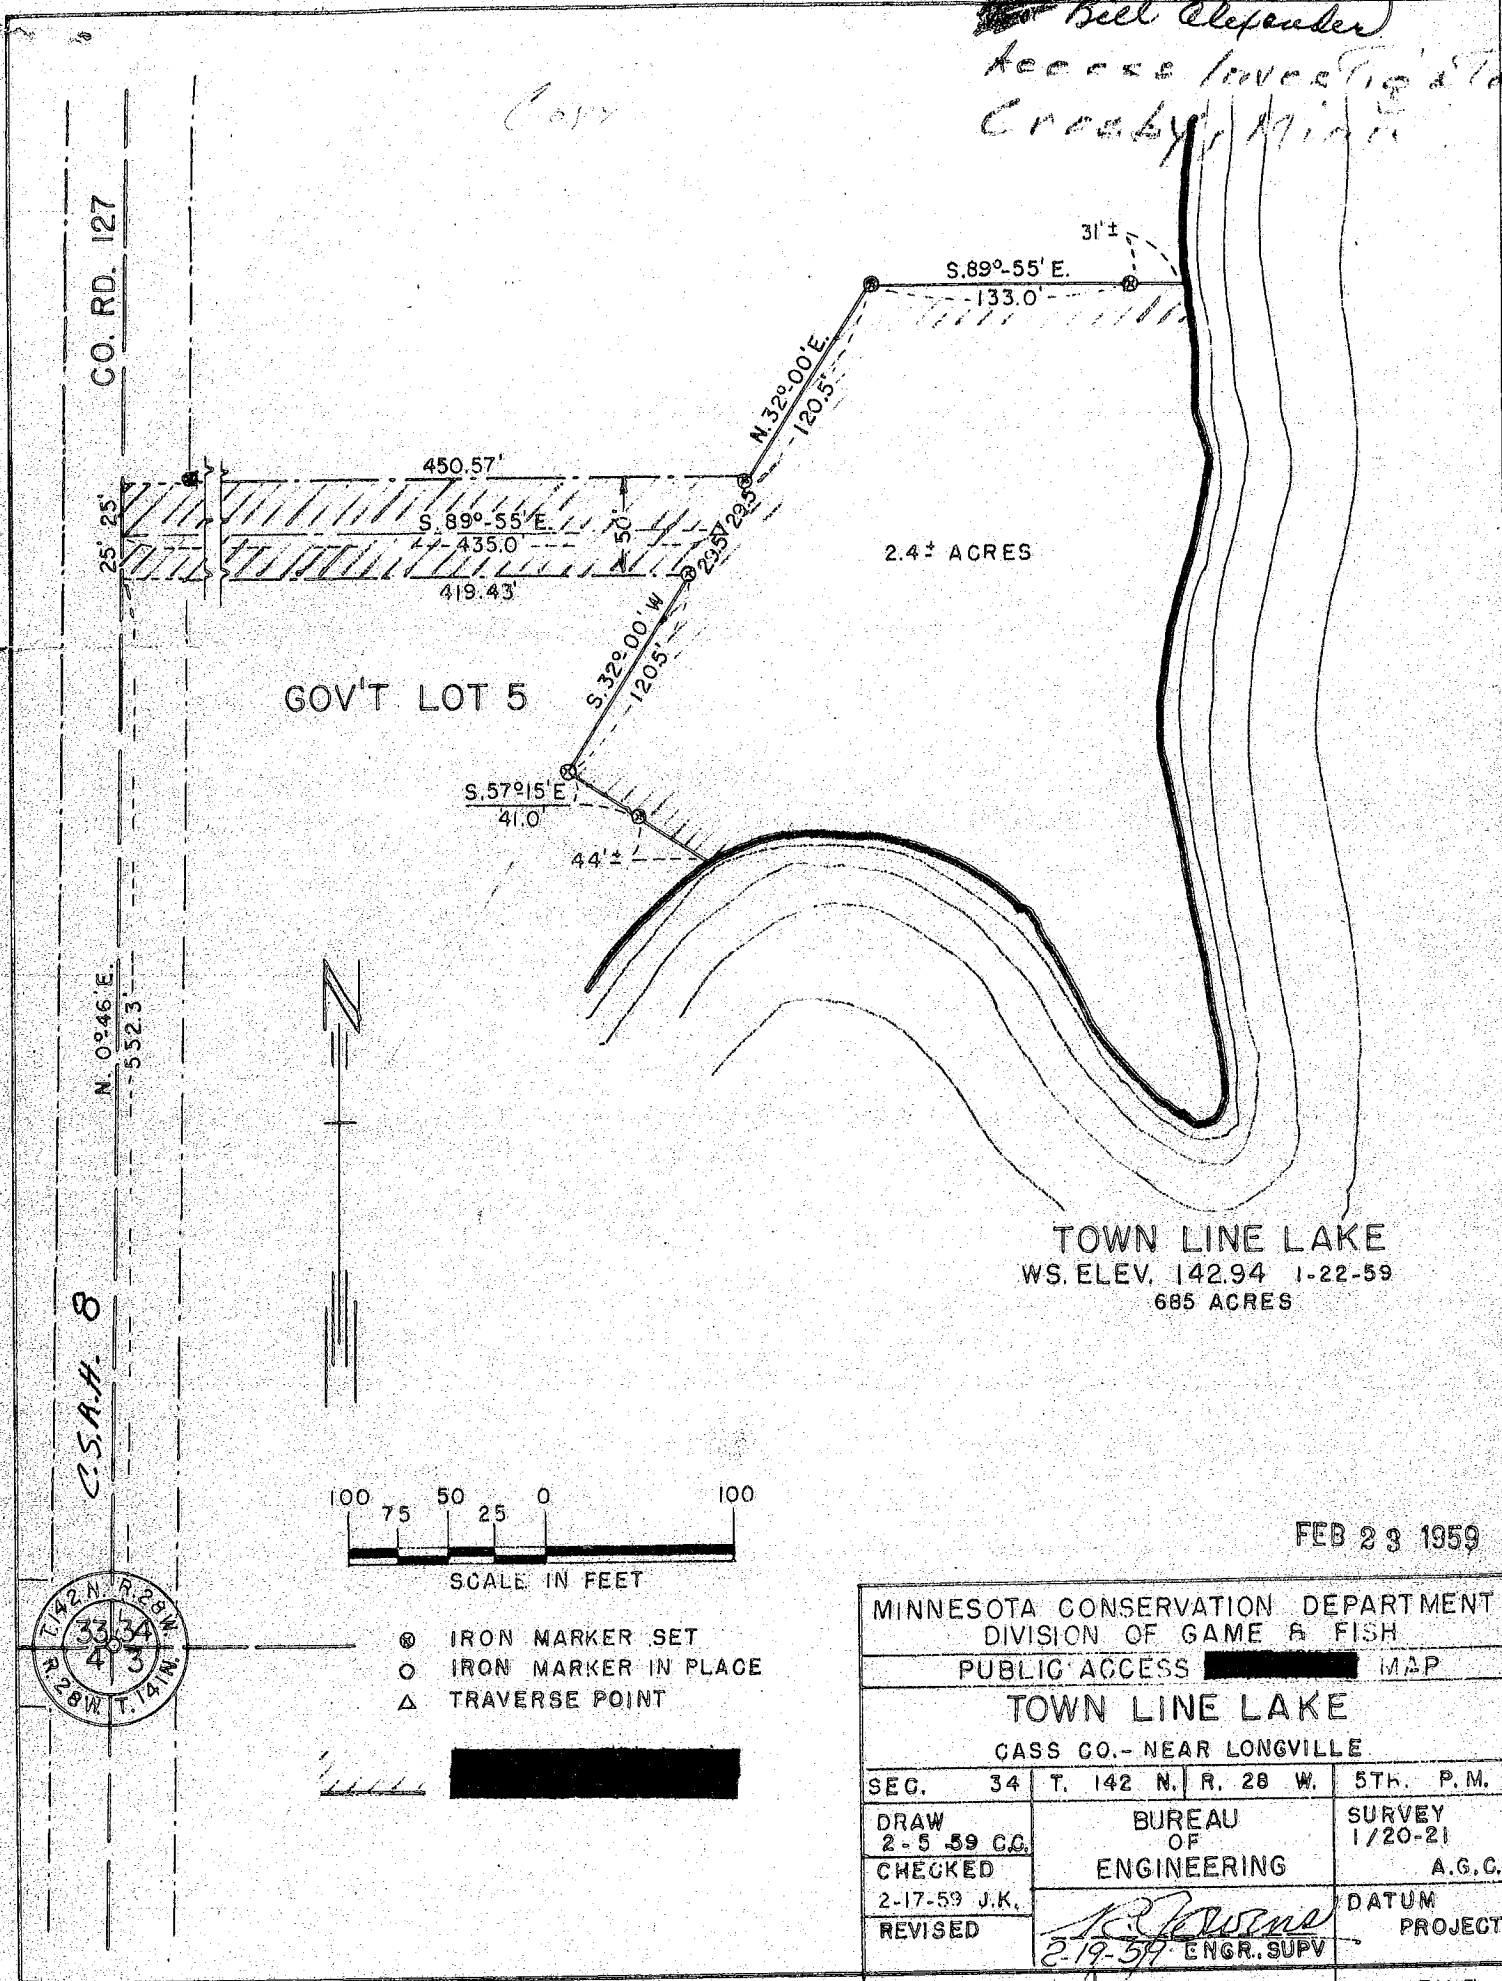 Bill Alexander
Access Investigato
Crosby, Minn
Copy
CO. RD. 127
31'±
S.89°-55'E.
133.0'
N.32°-00'E.
120.5'
450.57'
25'
25'
S.89°-55'E.
435.0'
50'
29.5'
29.5'
419.43'
2.4± ACRES
S.32°-00'W
120.5'
GOV'T LOT 5
S.57°15'E
41.0'
44'±
N. 0°46'E.
552.3'
N
C.S.A.H. 8
TOWN LINE LAKE
WS. ELEV. 142.94 1-22-59
685 ACRES
100 75 50 25 0 100
SCALE IN FEET
FEB 23 1959
T.142 N. R.28W.
33 34
4 3
R.28W. T.141N.
IRON MARKER SET
IRON MARKER IN PLACE
TRAVERSE POINT
MINNESOTA CONSERVATION DEPARTMENT
DIVISION OF GAME & FISH
PUBLIC ACCESS MAP
TOWN LINE LAKE
CASS CO.- NEAR LONGVILLE
SEC. 34 T. 142 N. R. 28 W. 5TH. P.M.
DRAW
2-5-59 C.C.
CHECKED
2-17-59 J.K.
REVISED
BUREAU
OF
ENGINEERING
2-19-59 ENGR. SUPV
SURVEY
1/20-21
A.G.C.
DATUM
PROJECT